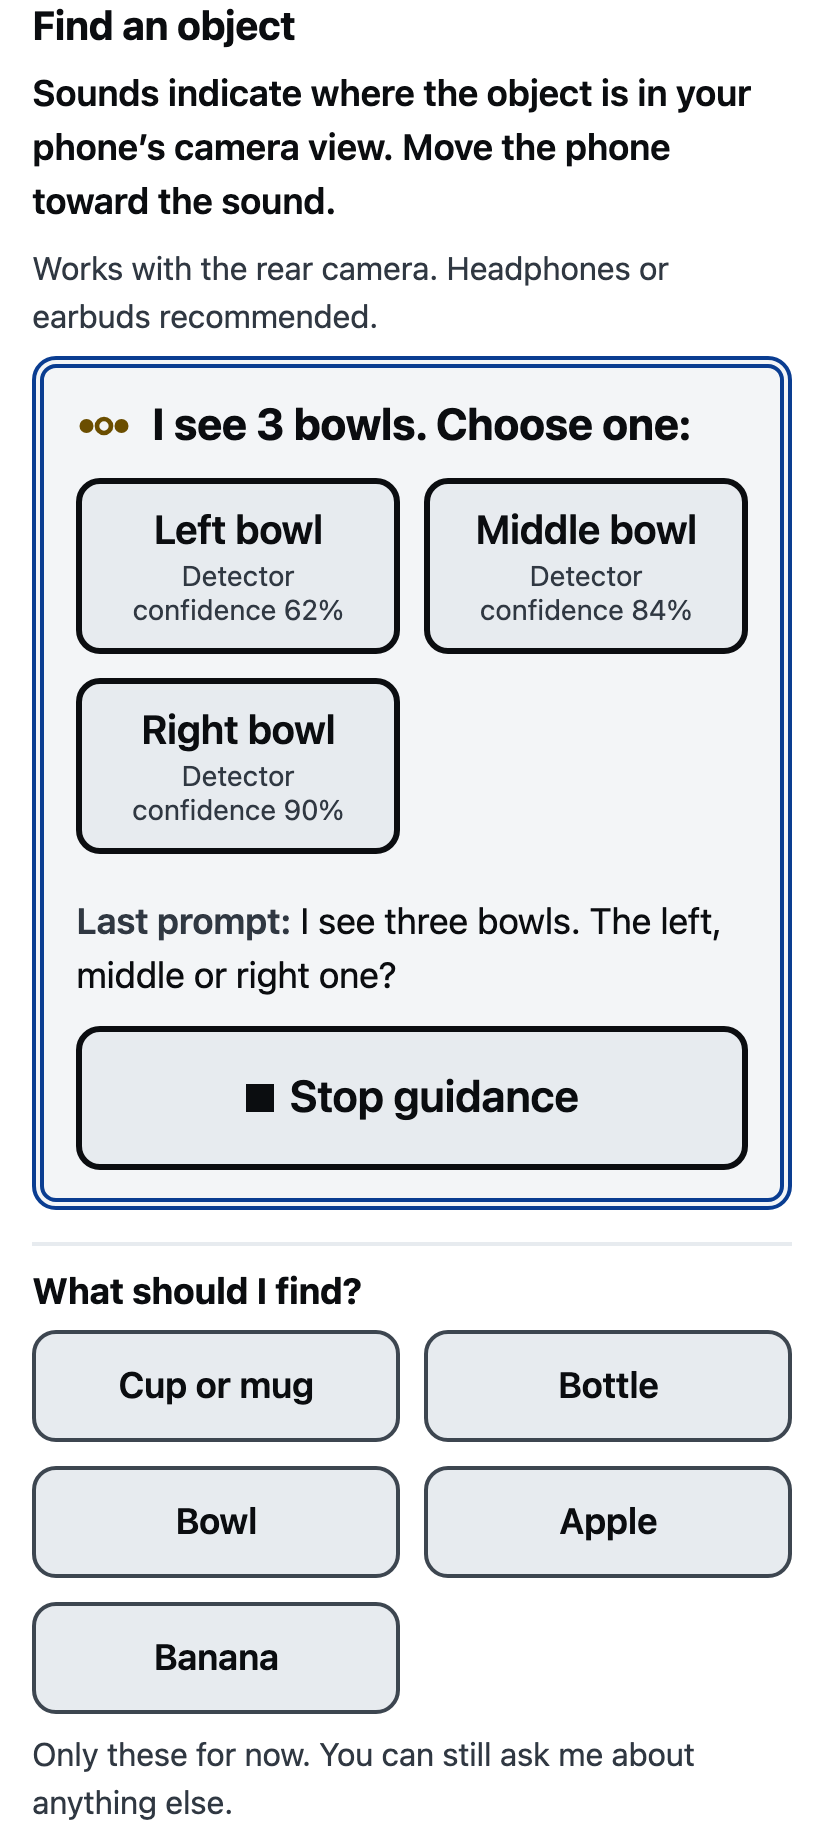 Find an object
Sounds indicate where the object is in your
phone’s camera view. Move the phone
toward the sound.
Works with the rear camera. Headphones or
earbuds recommended.
I see 3 bowls. Choose one:
Left bowl
Detector
confidence 62%
Middle bowl
Detector
confidence 84%
Right bowl
Detector
confidence 90%
Last prompt: I see three bowls. The left,
middle or right one?
Stop guidance
What should I find?
Cup or mug
Bottle
Bowl
Apple
Banana
Only these for now. You can still ask me about
anything else.